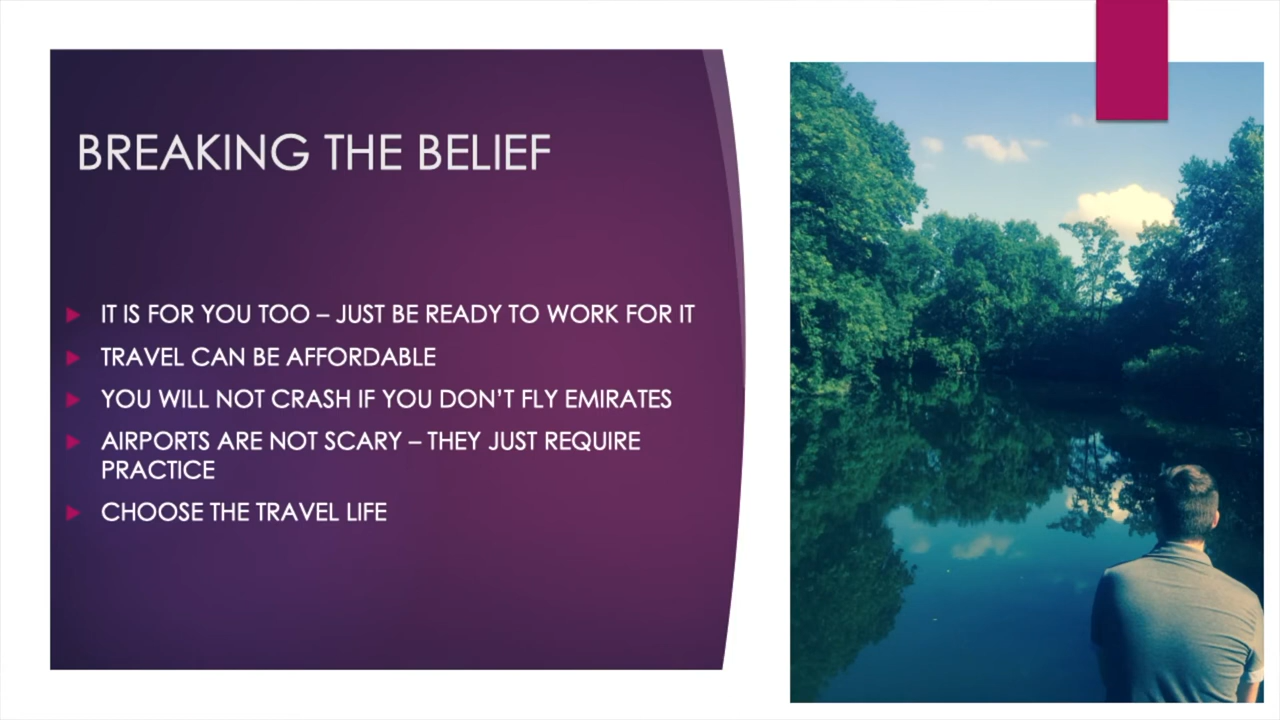 BREAKING THE BELIEF
IT IS FOR YOU TOO – JUST BE READY TO WORK FOR IT
TRAVEL CAN BE AFFORDABLE
YOU WILL NOT CRASH IF YOU DON'T FLY EMIRATES
AIRPORTS ARE NOT SCARY – THEY JUST REQUIRE
PRACTICE
CHOOSE THE TRAVEL LIFE